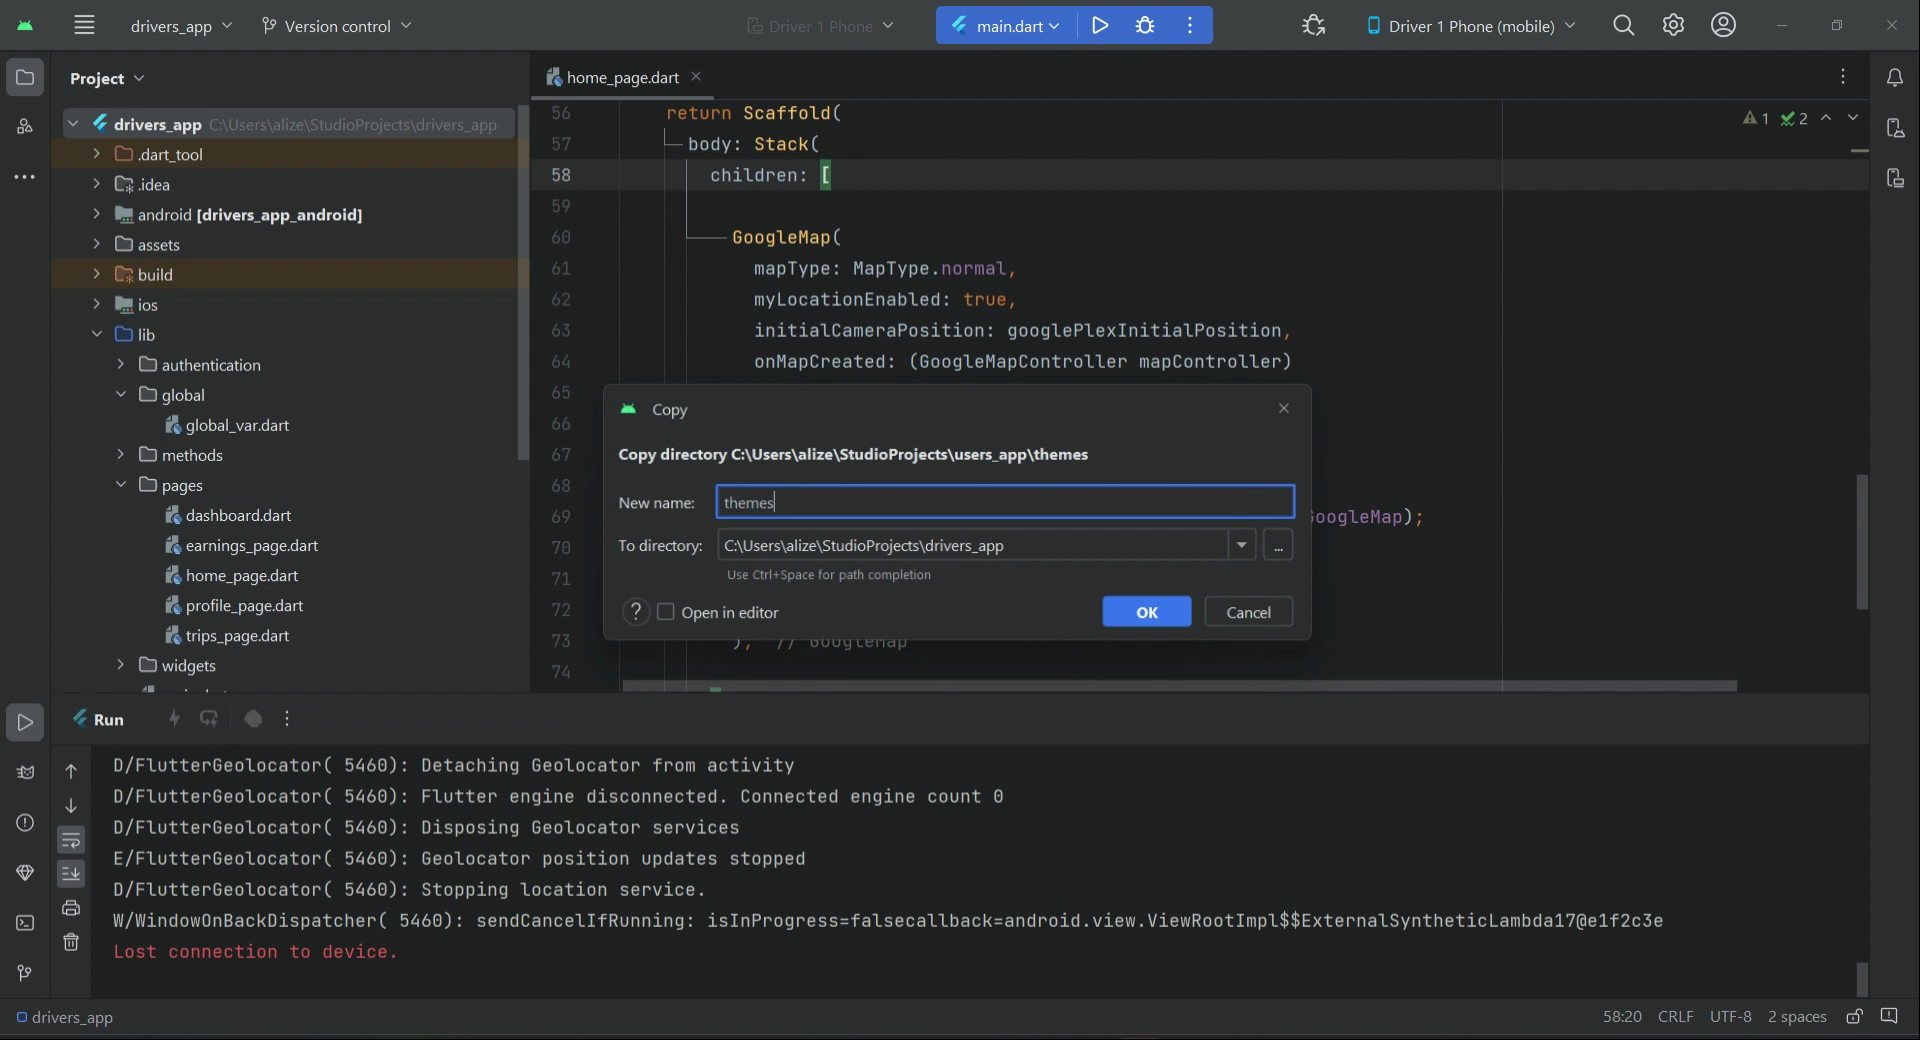 drivers_app
Version control
Driver 1 Phone
main.dart
Driver 1 Phone (mobile)
Project
home_page.dart
drivers_app C:\Users\alize\StudioProjects\drivers_app
.dart_tool
.idea
android [drivers_app_android]
assets
build
ios
lib
authentication
global
global_var.dart
methods
pages
dashboard.dart
earnings_page.dart
home_page.dart
profile_page.dart
trips_page.dart
widgets
56 return Scaffold(
57 body: Stack(
58 children: [
59
60 GoogleMap(
61 mapType: MapType.normal,
62 myLocationEnabled: true,
63 initialCameraPosition: googlePlexInitialPosition,
64 onMapCreated: (GoogleMapController mapController)
65
66
67
68
69 GoogleMap);
70
71
72
73 ), // GoogleMap
74
1 2
Copy
Copy directory C:\Users\alize\StudioProjects\users_app\themes
New name: themes
To directory: C:\Users\alize\StudioProjects\drivers_app
...
Use Ctrl+Space for path completion
? Open in editor
OK
Cancel
Run
D/FlutterGeolocator( 5460): Detaching Geolocator from activity
D/FlutterGeolocator( 5460): Flutter engine disconnected. Connected engine count 0
D/FlutterGeolocator( 5460): Disposing Geolocator services
E/FlutterGeolocator( 5460): Geolocator position updates stopped
D/FlutterGeolocator( 5460): Stopping location service.
W/WindowOnBackDispatcher( 5460): sendCancelIfRunning: isInProgress=falsecallback=android.view.ViewRootImpl$$ExternalSyntheticLambda17@e1f2c3e
Lost connection to device.
drivers_app
58:20 CRLF UTF-8 2 spaces